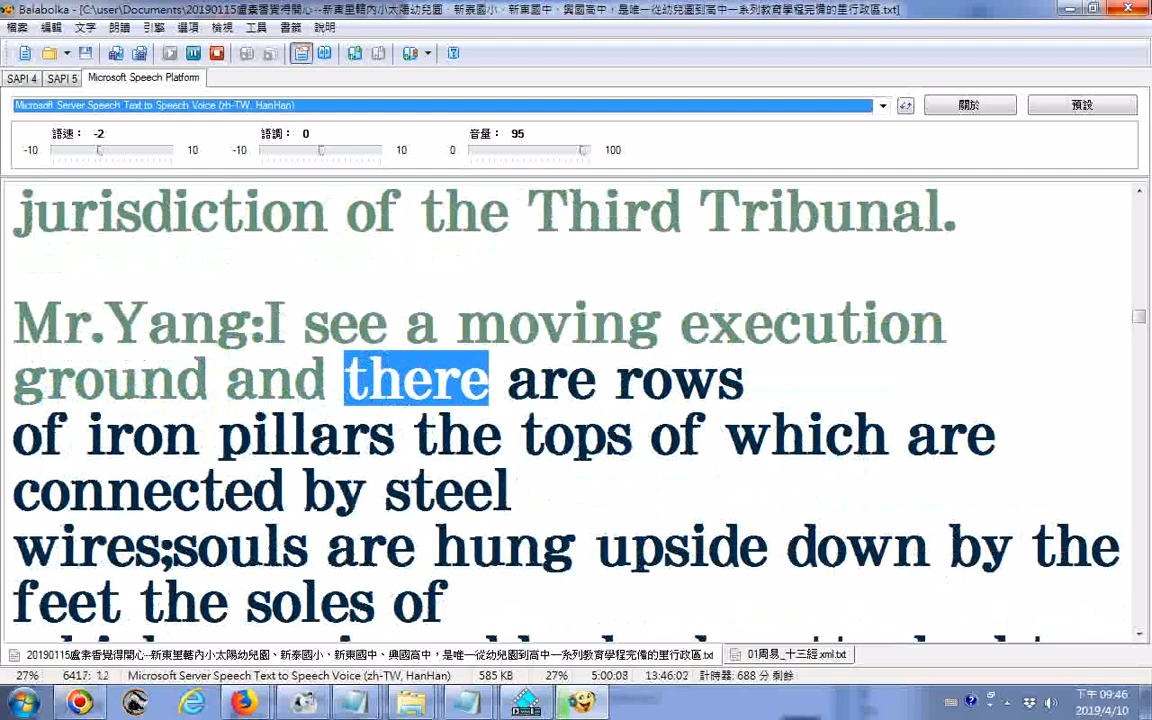 Balabolka - [C:\user\Documents\20190115盧素香覺得開心--新東里轄內小太陽幼兒園、新泰國小、新東國中、興國高中，是唯一從幼兒園到高中一系列教育學程完備的里行政區.txt]
檔案 編輯 文字 朗讀 引擎 選項 檢視 工具 書籤 說明
SAPI 4 SAPI 5 Microsoft Speech Platform
Microsoft Server Speech Text to Speech Voice (zh-TW, HanHan)
關於 預設
語速： -2 語調： 0 音量： 95
-10 10 -10 10 0 100
jurisdiction of the Third Tribunal.
Mr.Yang:I see a moving execution
ground and there are rows
of iron pillars the tops of which are
connected by steel
wires;souls are hung upside down by the
feet the soles of
20190115盧素香覺得開心--新東里轄內小太陽幼兒園、新泰國小、新東國中、興國高中，是唯一從幼兒園到高中一系列教育學程完備的里行政區.txt 01周易_十三經.xml.txt
27% 6417: 12 Microsoft Server Speech Text to Speech Voice (zh-TW, HanHan) 585 KB 27% 5:00:08 13:46:02 計時器: 688 分 剩餘
下午 09:46
2019/4/10